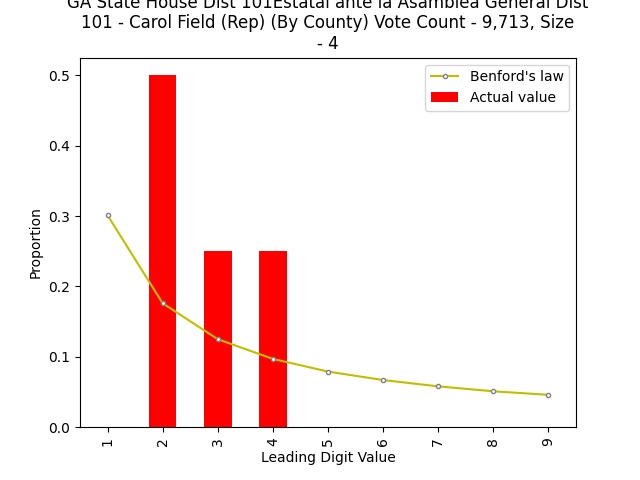 GA State House Dist 101Estatal ante la Asamblea General Dist
101 - Carol Field (Rep) (By County) Vote Count - 9,713, Size
- 4
Benford's law
Actual value
Proportion
0.5
0.4
0.3
0.2
0.1
0.0
1 2 3 4 5 6 7 8 9
Leading Digit Value